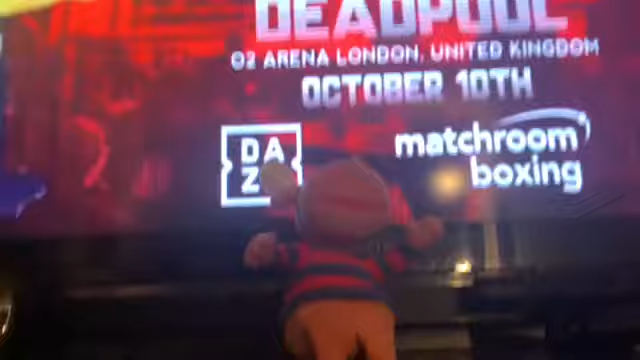 DEADPOOL
O2 ARENA LONDON, UNITED KINGDOM
OCTOBER 10TH
DA
Z
matchroom
boxing